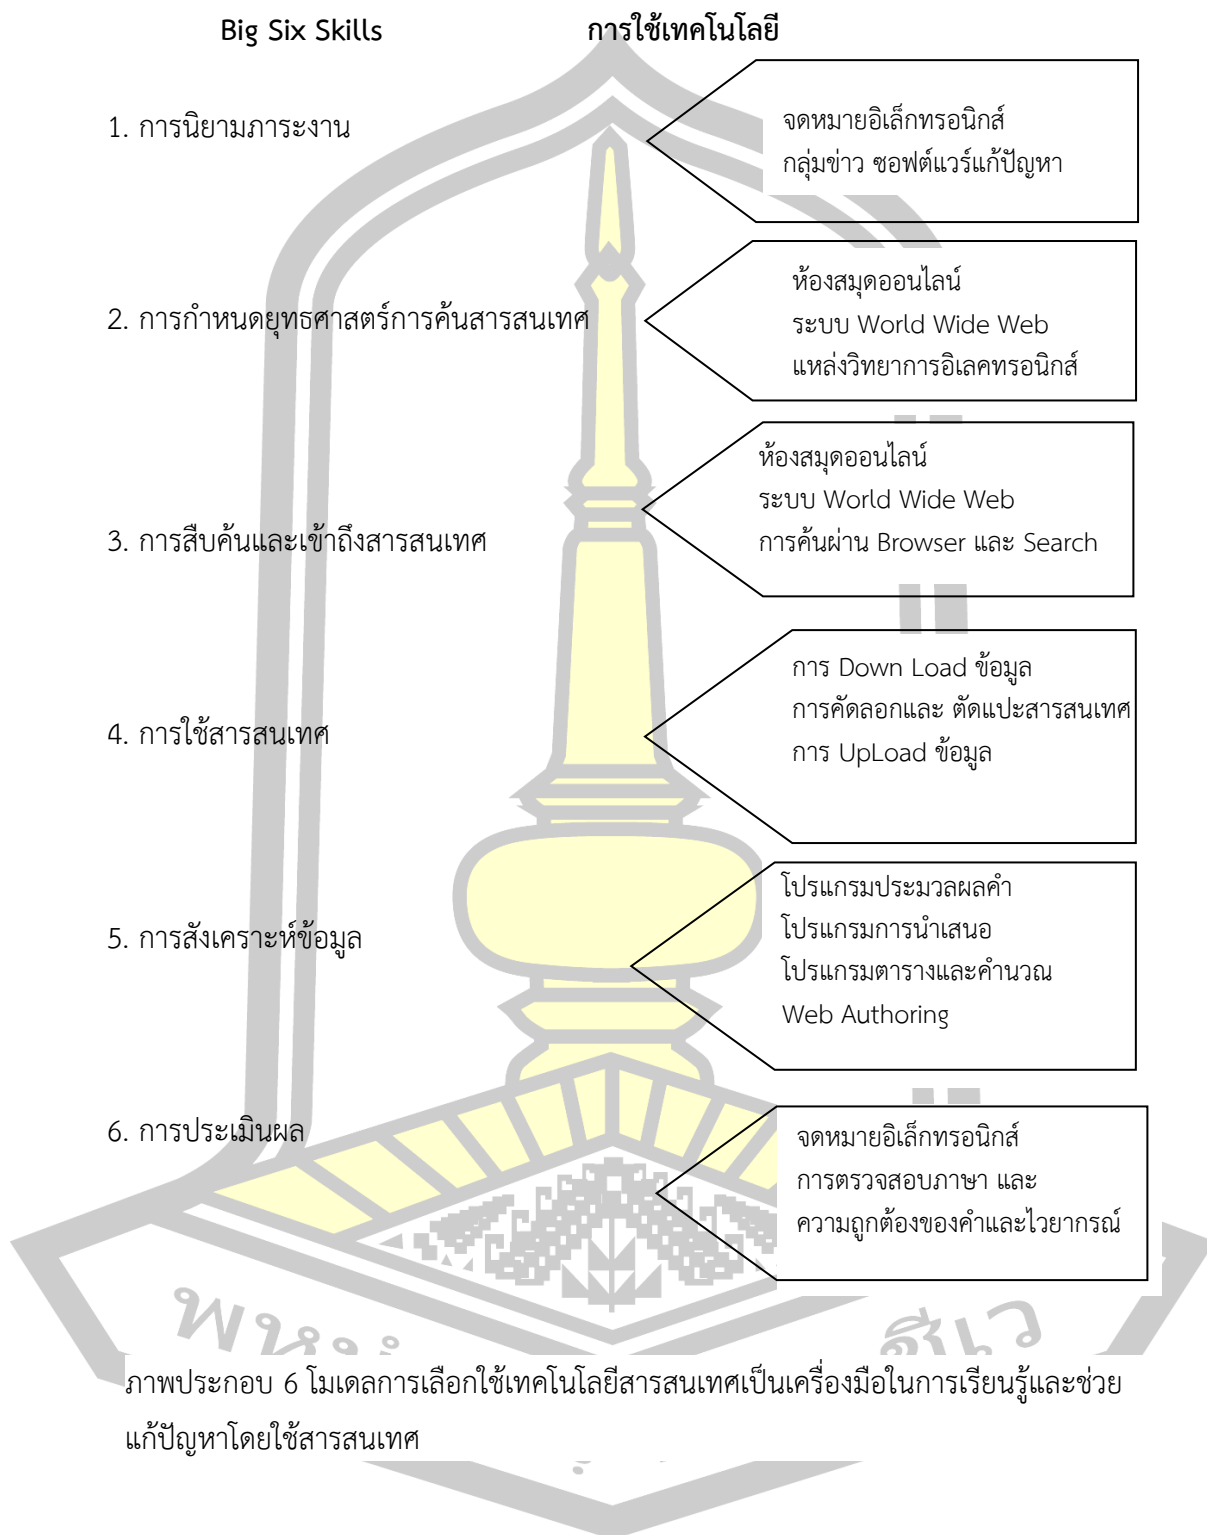 Big Six Skills การใช้เทคโนโลยี
1. การนิยามภาระงาน
จดหมายอิเล็กทรอนิกส์
กลุ่มข่าว ซอฟต์แวร์แก้ปัญหา
2. การกำหนดยุทธศาสตร์การค้นสารสนเทศ
ห้องสมุดออนไลน์
ระบบ World Wide Web
แหล่งวิทยาการอิเลคทรอนิกส์
3. การสืบค้นและเข้าถึงสารสนเทศ
ห้องสมุดออนไลน์
ระบบ World Wide Web
การค้นผ่าน Browser และ Search
4. การใช้สารสนเทศ
การ Down Load ข้อมูล
การคัดลอกและ ตัดแปะสารสนเทศ
การ UpLoad ข้อมูล
5. การสังเคราะห์ข้อมูล
โปรแกรมประมวลผลคำ
โปรแกรมการนำเสนอ
โปรแกรมตารางและคำนวณ
Web Authoring
6. การประเมินผล
จดหมายอิเล็กทรอนิกส์
การตรวจสอบภาษา และ
ความถูกต้องของคำและไวยากรณ์
ภาพประกอบ 6 โมเดลการเลือกใช้เทคโนโลยีสารสนเทศเป็นเครื่องมือในการเรียนรู้และช่วย
แก้ปัญหาโดยใช้สารสนเทศ